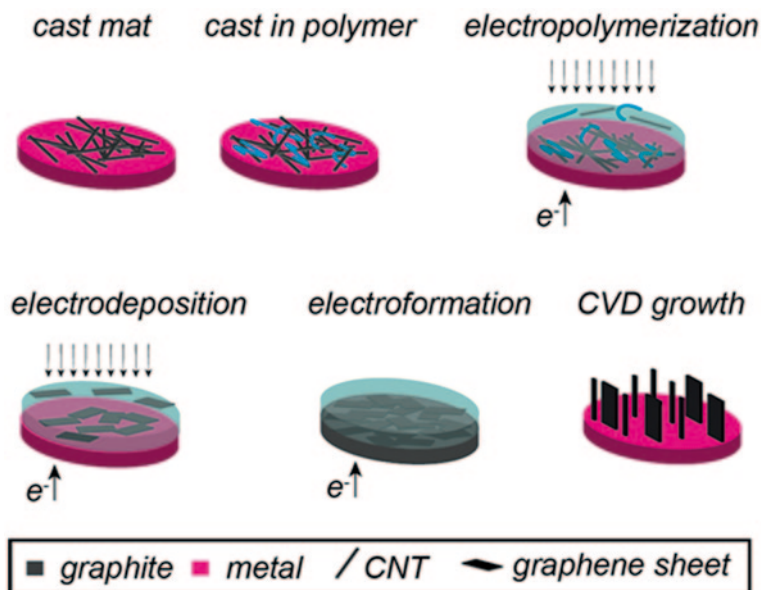 cast mat cast in polymer electropolymerization
e-
electrodeposition electroformation CVD growth
e- e-
graphite metal CNT graphene sheet